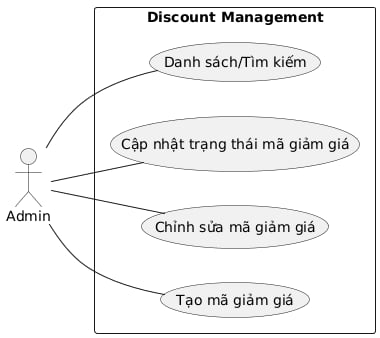 Discount Management
Danh sách/Tìm kiếm
Cập nhật trạng thái mã giảm giá
Chỉnh sửa mã giảm giá
Tạo mã giảm giá
Admin